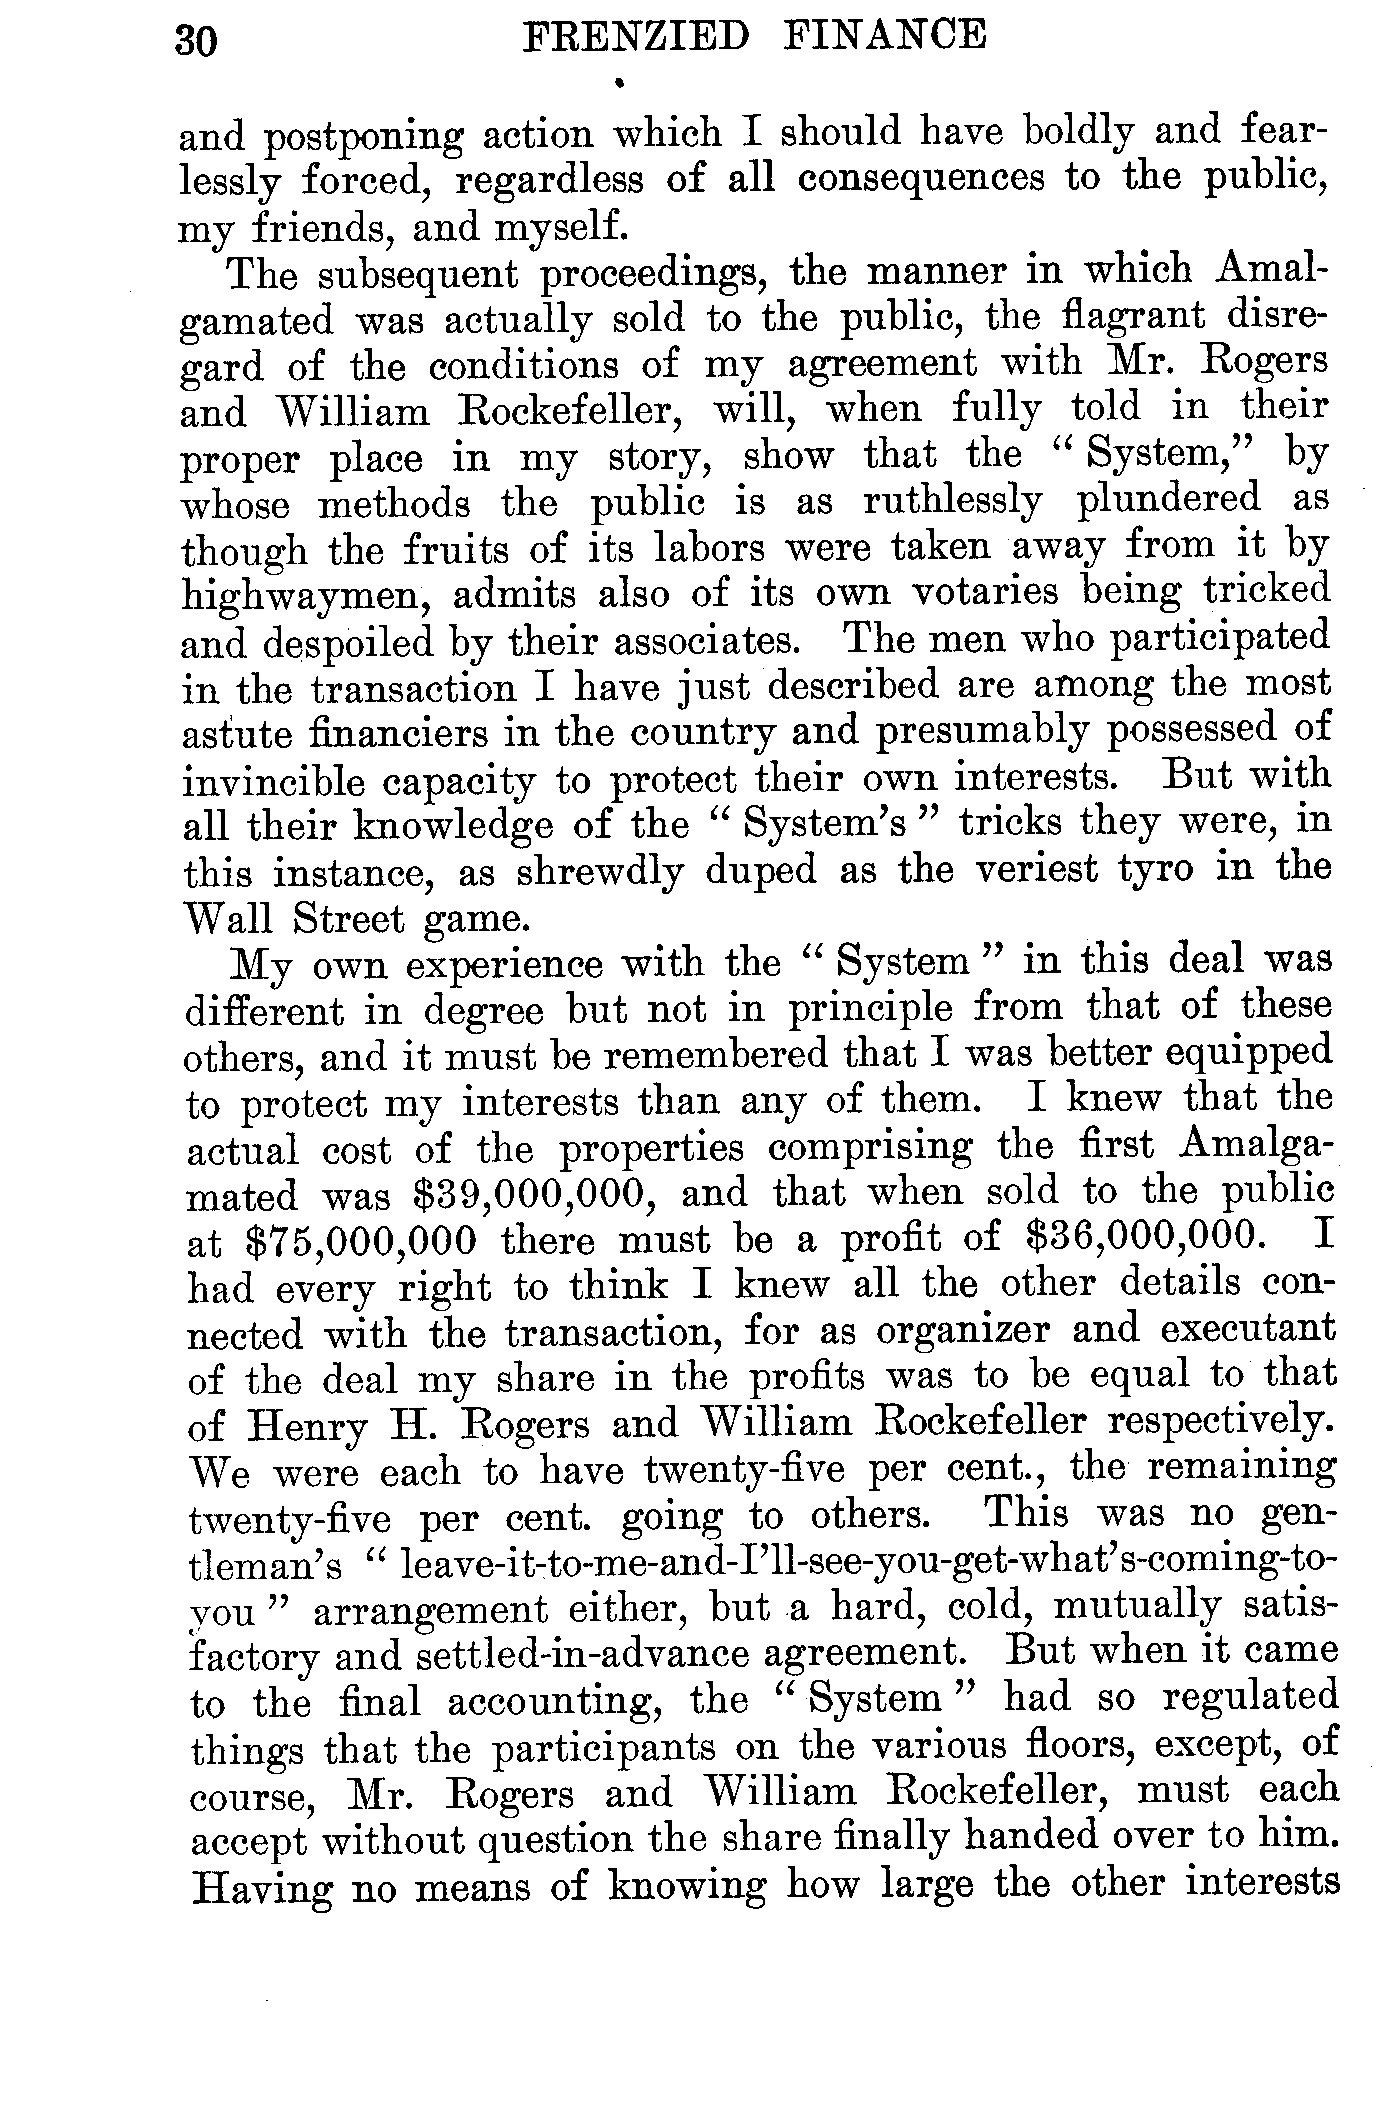 30 FRENZIED FINANCE
and postponing action which I should have boldly and fear-
lessly forced, regardless of all consequences to the public,
my friends, and myself.
The subsequent proceedings, the manner in which Amal-
gamated was actually sold to the public, the flagrant disre-
gard of the conditions of my agreement with Mr. Rogers
and William Rockefeller, will, when fully told in their
proper place in my story, show that the “ System,” by
whose methods the public is as ruthlessly plundered as
though the fruits of its labors were taken away from it by
highwaymen, admits also of its own votaries being tricked
and despoiled by their associates. The men who participated
in the transaction I have just described are among the most
astute financiers in the country and presumably possessed of
invincible capacity to protect their own interests. But with
all their knowledge of the “ System’s ” tricks they were, in
this instance, as shrewdly duped as the veriest tyro in the
Wall Street game.
My own experience with the “ System ” in this deal was
different in degree but not in principle from that of these
others, and it must be remembered that I was better equipped
to protect my interests than any of them. I knew that the
actual cost of the properties comprising the first Amalga-
mated was $39,000,000, and that when sold to the public
at $75,000,000 there must be a profit of $36,000,000. I
had every right to think I knew all the other details con-
nected with the transaction, for as organizer and executant
of the deal my share in the profits was to be equal to that
of Henry H. Rogers and William Rockefeller respectively.
We were each to have twenty-five per cent., the remaining
twenty-five per cent. going to others. This was no gen-
tleman’s “ leave-it-to-me-and-I’ll-see-you-get-what’s-coming-to-
you ” arrangement either, but a hard, cold, mutually satis-
factory and settled-in-advance agreement. But when it came
to the final accounting, the “ System ” had so regulated
things that the participants on the various floors, except, of
course, Mr. Rogers and William Rockefeller, must each
accept without question the share finally handed over to him.
Having no means of knowing how large the other interests